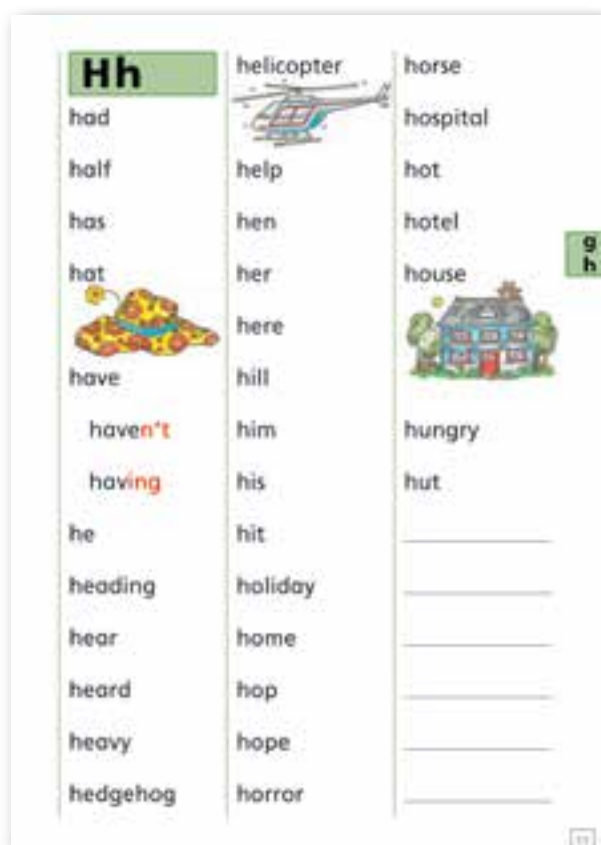 Hh
had
half
has
hat
have
haven't
having
he
heading
hear
heard
heavy
hedgehog
helicopter
help
hen
her
here
hill
him
his
hit
holiday
home
hop
hope
horror
horse
hospital
hot
hotel
house
hungry
hut
g
h